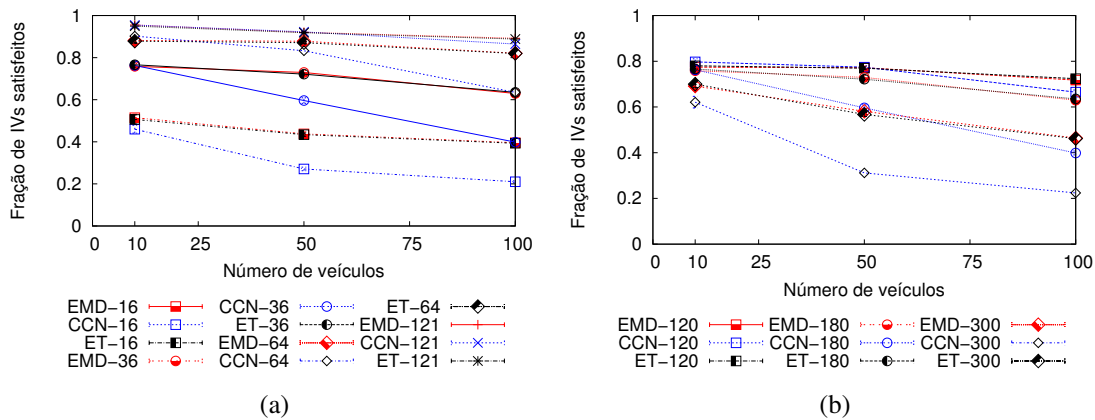 Fração de IVs satisfeitos
1
0.8
0.6
0.4
0.2
0
0 10 25 50 75 100
Número de veículos
EMD-16 CCN-36 ET-64
CCN-16 ET-36 EMD-121
ET-16 EMD-64 CCN-121
EMD-36 CCN-64 ET-121
(a)
Fração de IVs satisfeitos
1
0.8
0.6
0.4
0.2
0
0 10 25 50 75 100
Número de veículos
EMD-120 EMD-180 EMD-300
CCN-120 CCN-180 CCN-300
ET-120 ET-180 ET-300
(b)